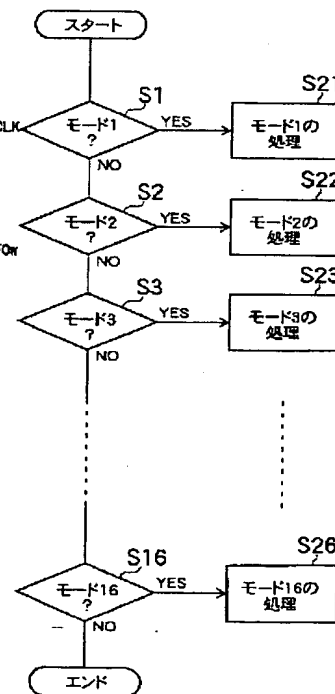 スタート
S1
S21
CLK
モード1
?
YES
モード1の
処理
NO
S2
S22
モード2
?
YES
モード2の
処理
NO
S3
S23
モード3
?
YES
モード3の
処理
NO
S16
S26
モード16
?
YES
モード16の
処理
NO
エンド